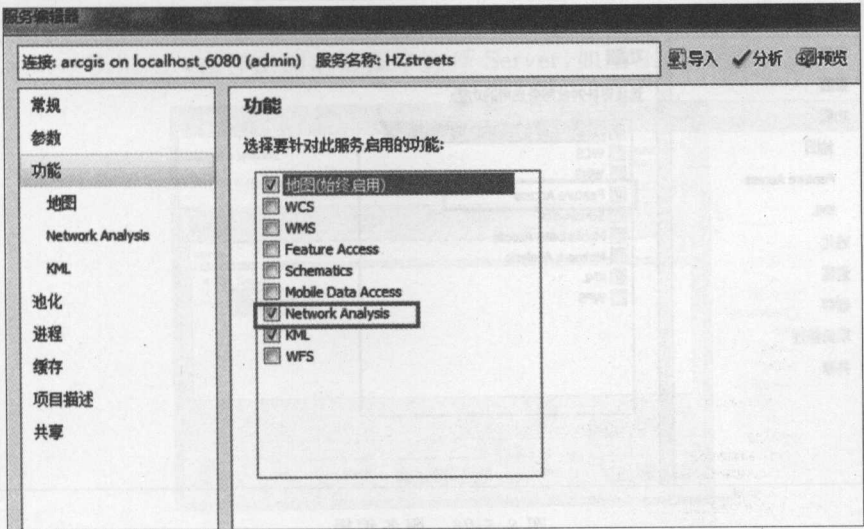 服务编辑器
连接: arcgis on localhost_6080 (admin) 服务名称: HZstreets
导入 分析 预览
常规
参数
功能
地图
Network Analysis
KML
池化
进程
缓存
项目描述
共享
功能
选择要针对此服务启用的功能:
地图(始终启用)
WCS
WMS
Feature Access
Schematics
Mobile Data Access
Network Analysis
KML
WFS